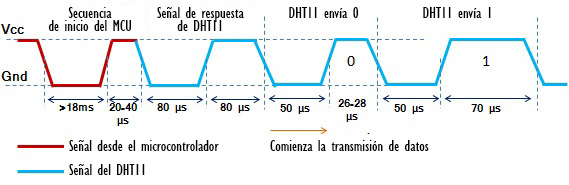 Secuencia
de inicio del MCU
Señal de respuesta
de DHT11
DHT11 envía 0
DHT11 envía 1
Vcc
Gnd
0
1
>18ms
20-40
µs
80 µs
80 µs
50 µs
26-28
µs
50 µs
70 µs
Señal desde el microcontrolador
Comienza la transmisión de datos
Señal del DHT11